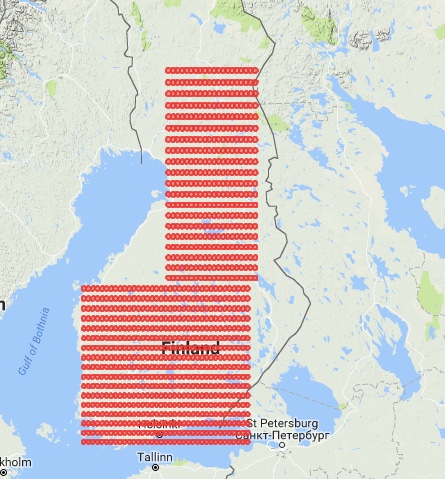 Gulf of Bothnia
Finland
Helsinki
St Petersburg
Санкт-Петербург
Tallinn
kholm